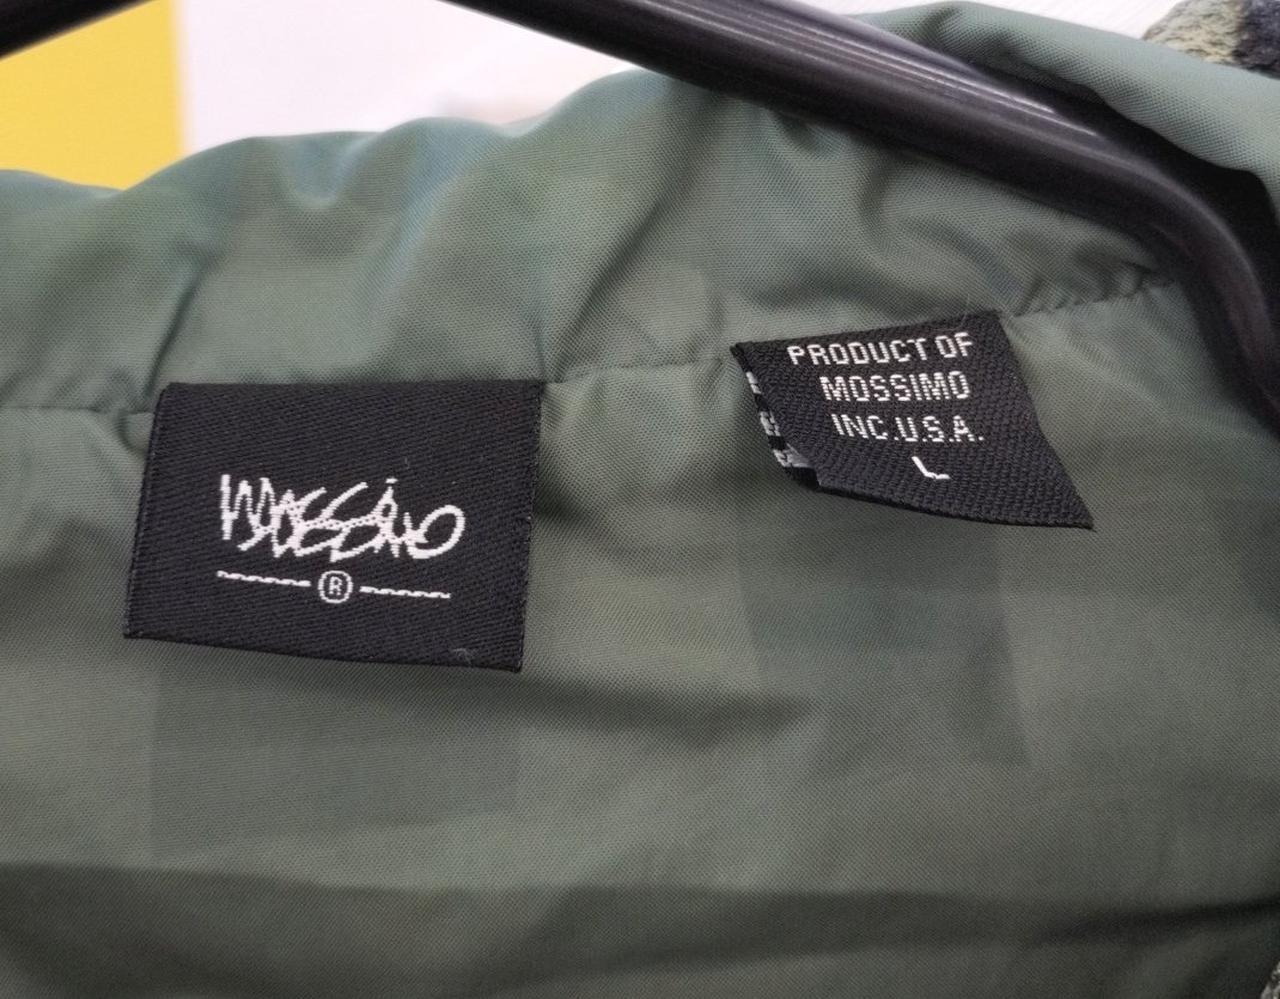 mossimo
®
PRODUCT OF
MOSSIMO
INC.U.S.A.
L